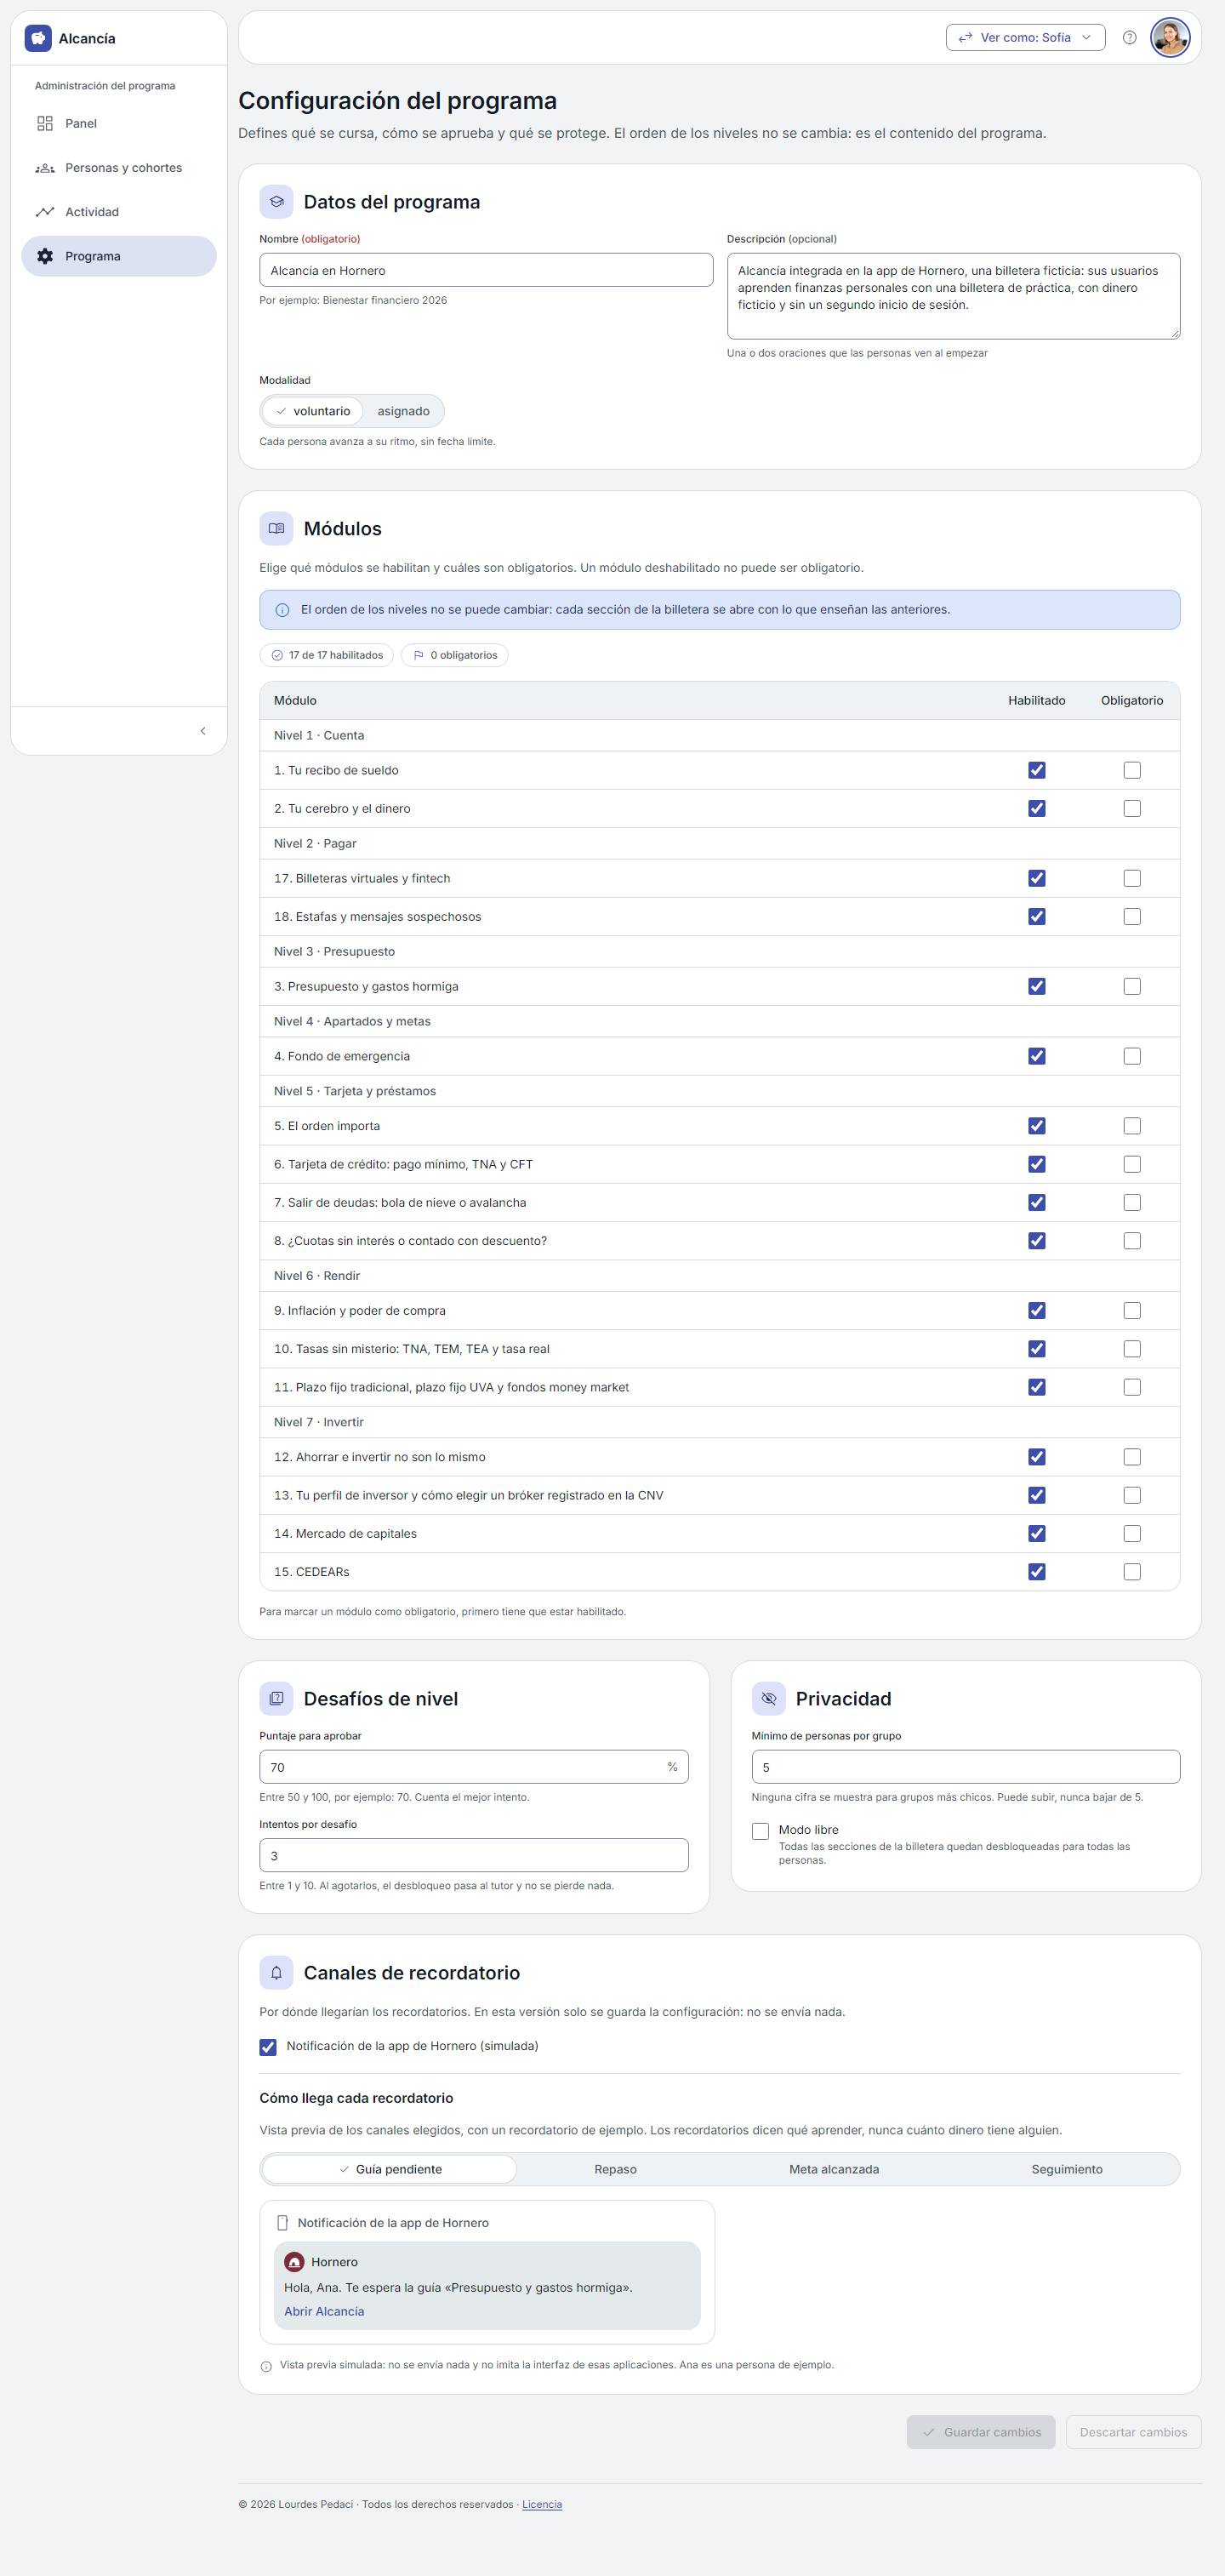 Alcancía
Administración del programa
Panel
Personas y cohortes
Actividad
Programa
Ver como: Sofía
Configuración del programa
Defines qué se cursa, cómo se aprueba y qué se protege. El orden de los niveles no se cambia: es el contenido del programa.
Datos del programa
Nombre (obligatorio)
Alcancía en Hornero
Por ejemplo: Bienestar financiero 2026
Descripción (opcional)
Alcancía integrada en la app de Hornero, una billetera ficticia: sus usuarios
aprenden finanzas personales con una billetera de práctica, con dinero
ficticio y sin un segundo inicio de sesión.
Una o dos oraciones que las personas ven al empezar
Modalidad
voluntario
asignado
Cada persona avanza a su ritmo, sin fecha límite.
Módulos
Elige qué módulos se habilitan y cuáles son obligatorios. Un módulo deshabilitado no puede ser obligatorio.
El orden de los niveles no se puede cambiar: cada sección de la billetera se abre con lo que enseñan las anteriores.
17 de 17 habilitados
0 obligatorios
Módulo Habilitado Obligatorio
Nivel 1 · Cuenta
1. Tu recibo de sueldo
2. Tu cerebro y el dinero
Nivel 2 · Pagar
17. Billeteras virtuales y fintech
18. Estafas y mensajes sospechosos
Nivel 3 · Presupuesto
3. Presupuesto y gastos hormiga
Nivel 4 · Apartados y metas
4. Fondo de emergencia
Nivel 5 · Tarjeta y préstamos
5. El orden importa
6. Tarjeta de crédito: pago mínimo, TNA y CFT
7. Salir de deudas: bola de nieve o avalancha
8. ¿Cuotas sin interés o contado con descuento?
Nivel 6 · Rendir
9. Inflación y poder de compra
10. Tasas sin misterio: TNA, TEM, TEA y tasa real
11. Plazo fijo tradicional, plazo fijo UVA y fondos money market
Nivel 7 · Invertir
12. Ahorrar e invertir no son lo mismo
13. Tu perfil de inversor y cómo elegir un bróker registrado en la CNV
14. Mercado de capitales
15. CEDEARs
Para marcar un módulo como obligatorio, primero tiene que estar habilitado.
Desafíos de nivel
Puntaje para aprobar
70 %
Entre 50 y 100, por ejemplo: 70. Cuenta el mejor intento.
Intentos por desafío
3
Entre 1 y 10. Al agotarlos, el desbloqueo pasa al tutor y no se pierde nada.
Privacidad
Mínimo de personas por grupo
5
Ninguna cifra se muestra para grupos más chicos. Puede subir, nunca bajar de 5.
Modo libre
Todas las secciones de la billetera quedan desbloqueadas para todas las
personas.
Canales de recordatorio
Por dónde llegarían los recordatorios. En esta versión solo se guarda la configuración: no se envía nada.
Notificación de la app de Hornero (simulada)
Cómo llega cada recordatorio
Vista previa de los canales elegidos, con un recordatorio de ejemplo. Los recordatorios dicen qué aprender, nunca cuánto dinero tiene alguien.
Guía pendiente
Repaso
Meta alcanzada
Seguimiento
Notificación de la app de Hornero
Hornero
Hola, Ana. Te espera la guía «Presupuesto y gastos hormiga».
Abrir Alcancía
Vista previa simulada: no se envía nada y no imita la interfaz de esas aplicaciones. Ana es una persona de ejemplo.
Guardar cambios
Descartar cambios
© 2026 Lourdes Pedaci · Todos los derechos reservados · Licencia